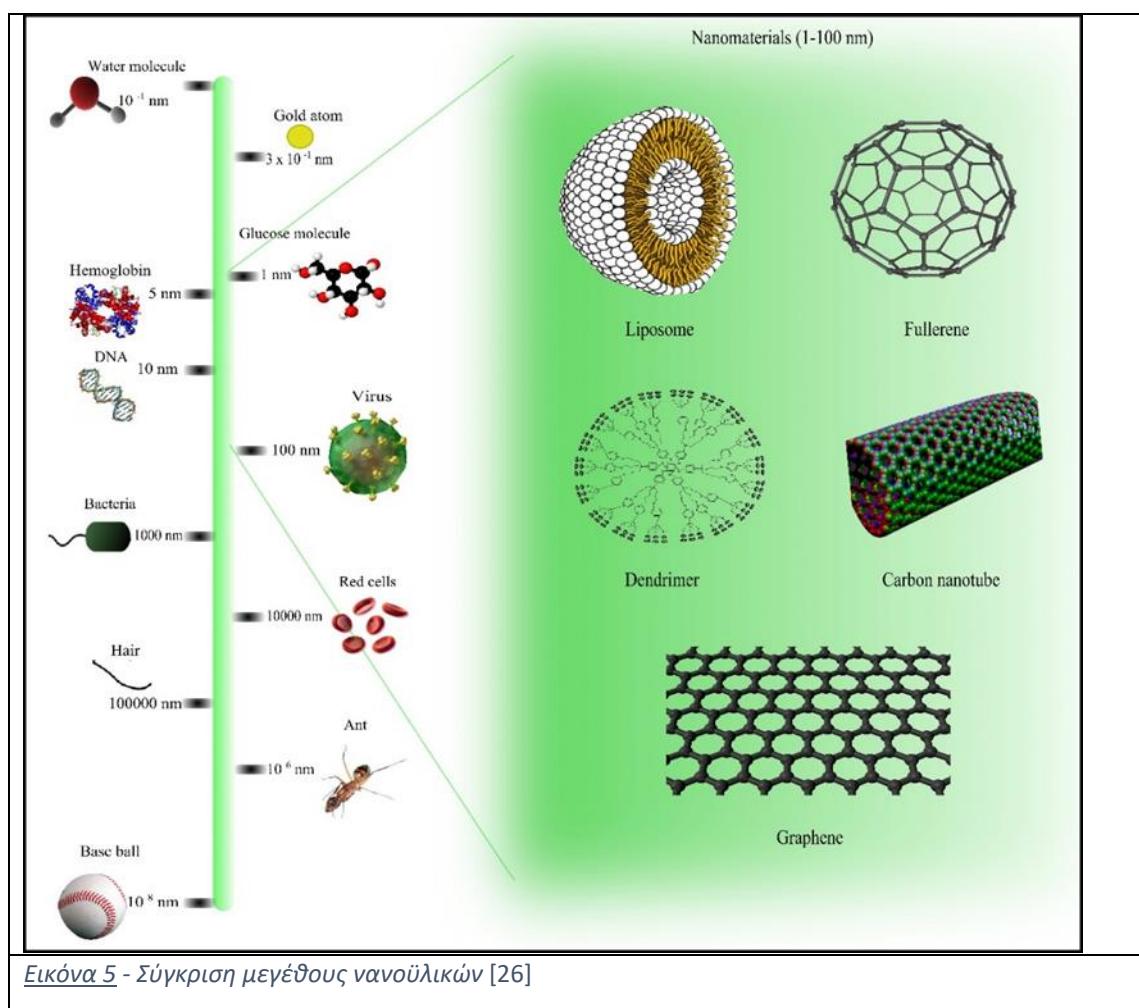 Nanomaterials (1-100 nm)
Water molecule
10⁻¹ nm
Gold atom
3 x 10⁻¹ nm
Glucose molecule
1 nm
Hemoglobin
5 nm
DNA
10 nm
Virus
100 nm
Bacteria
1000 nm
Red cells
10000 nm
Hair
100000 nm
Ant
10⁶ nm
Base ball
10⁸ nm
Liposome
Fullerene
Dendrimer
Carbon nanotube
Graphene
Εικόνα 5 - Σύγκριση μεγέθους νανοϋλικών [26]